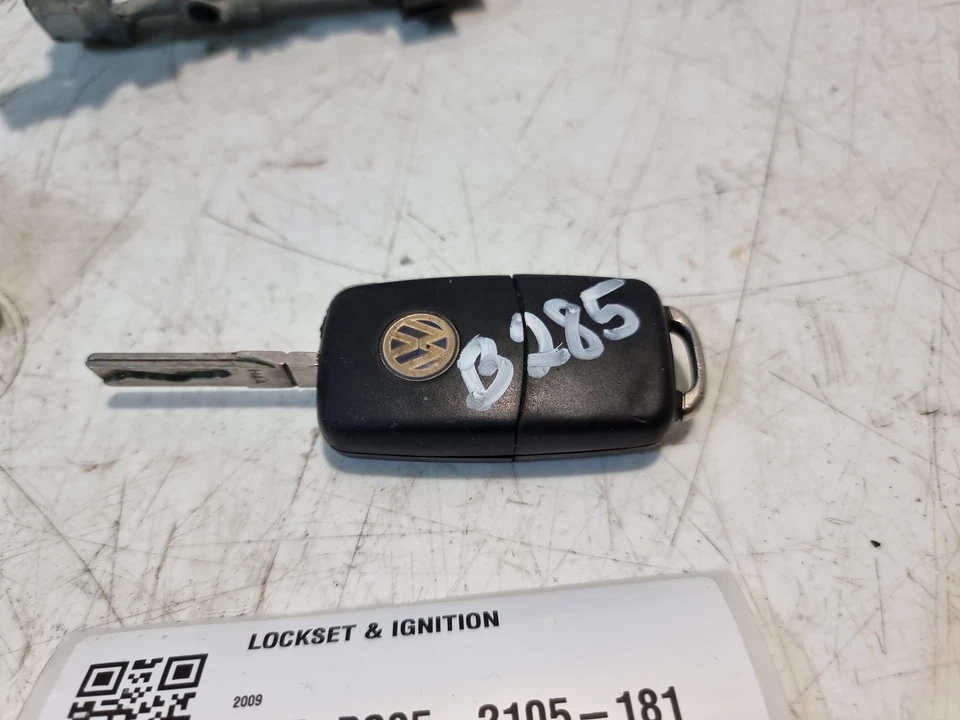 B285
LOCKSET & IGNITION
2009
2105-181